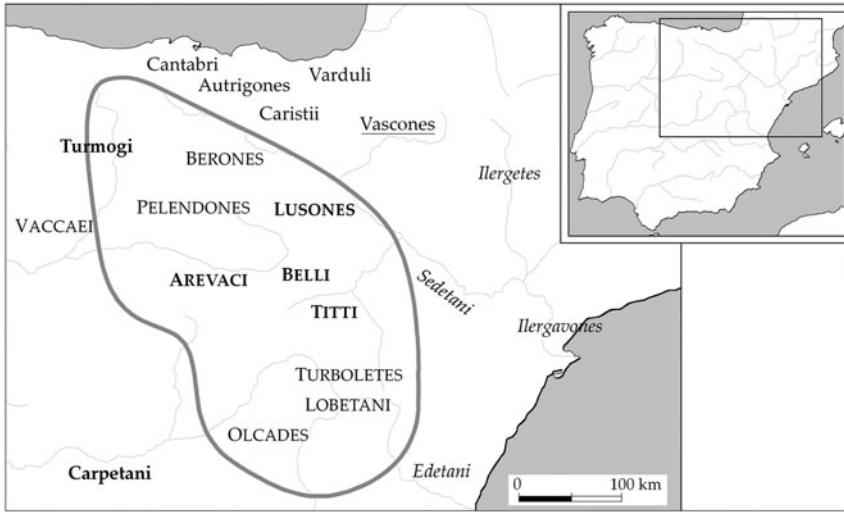 Cantabri
Autrigones
Varduli
Caristii
Vascones
Turmogi
BERONES
Ilergetes
PELENDONES
LUSONES
VACCAEI
AREVACI
BELLI
Sedetani
TITTI
Ilergavones
TURBOLETES
LOBETANI
OLCADES
Carpetani
Edetani
0 100 km